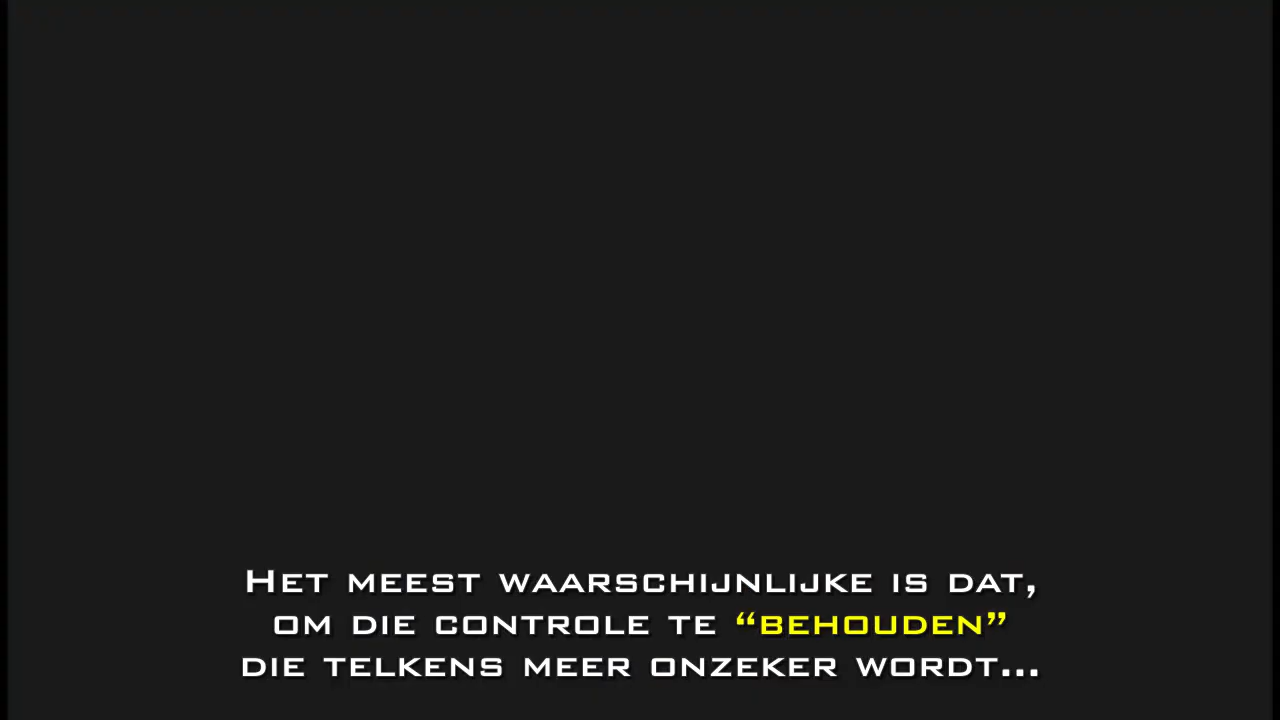 Het meest waarschijnlijke is dat,
om die controle te “behouden”
die telkens meer onzeker wordt...